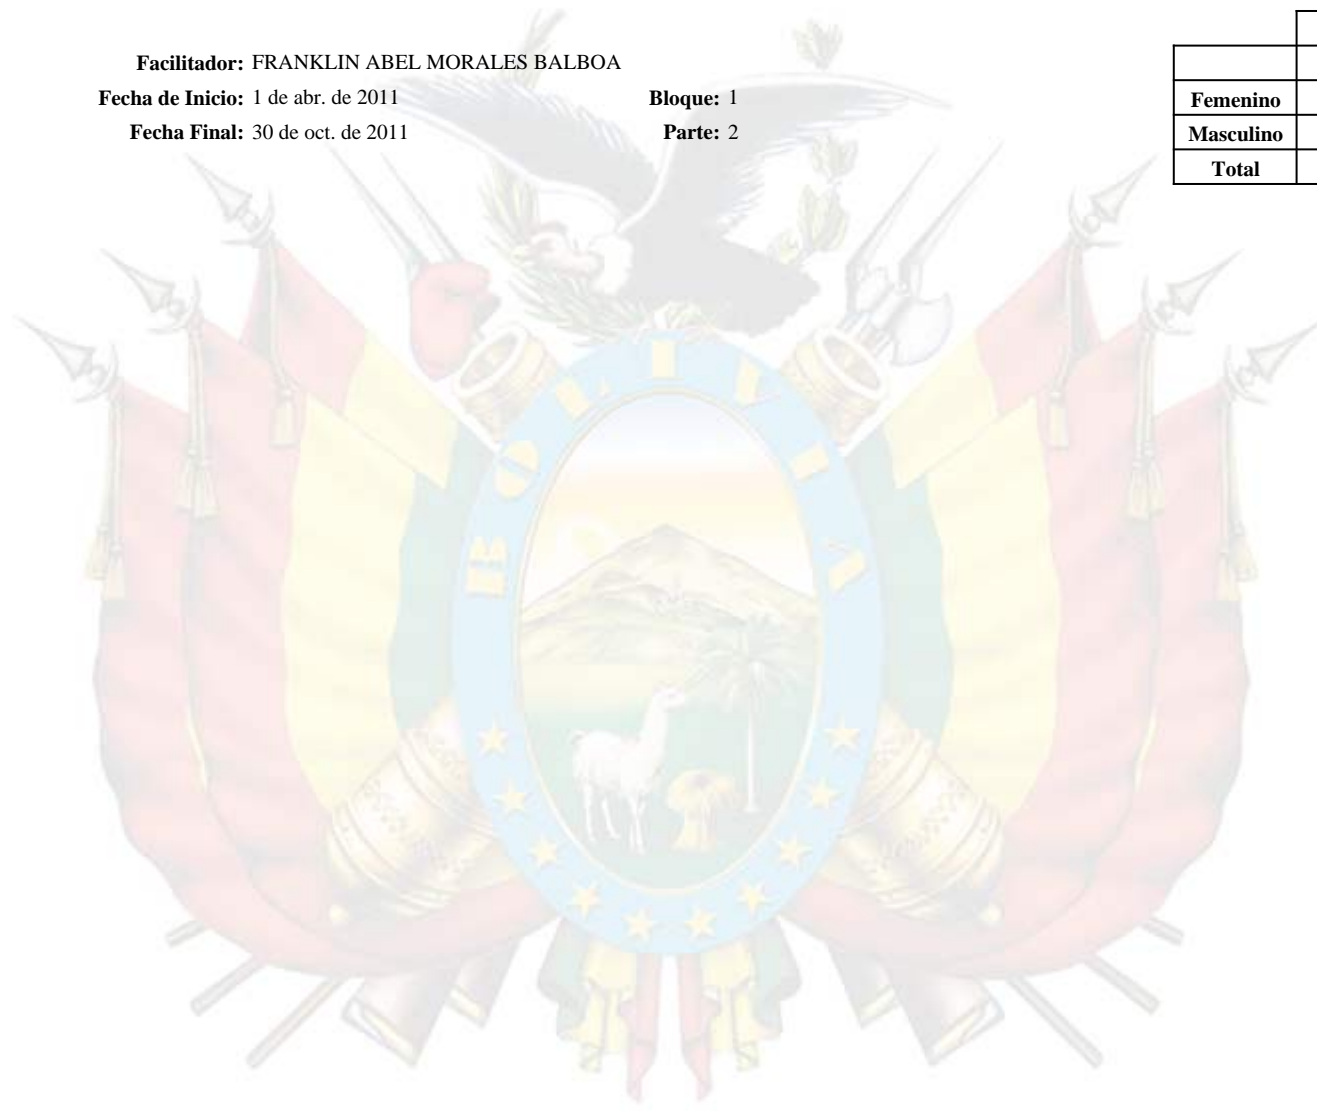 Facilitador: FRANKLIN ABEL MORALES BALBOA
Fecha de Inicio: 1 de abr. de 2011 Bloque: 1
Fecha Final: 30 de oct. de 2011 Parte: 2
Femenino
Masculino
Total
BOLIVIA